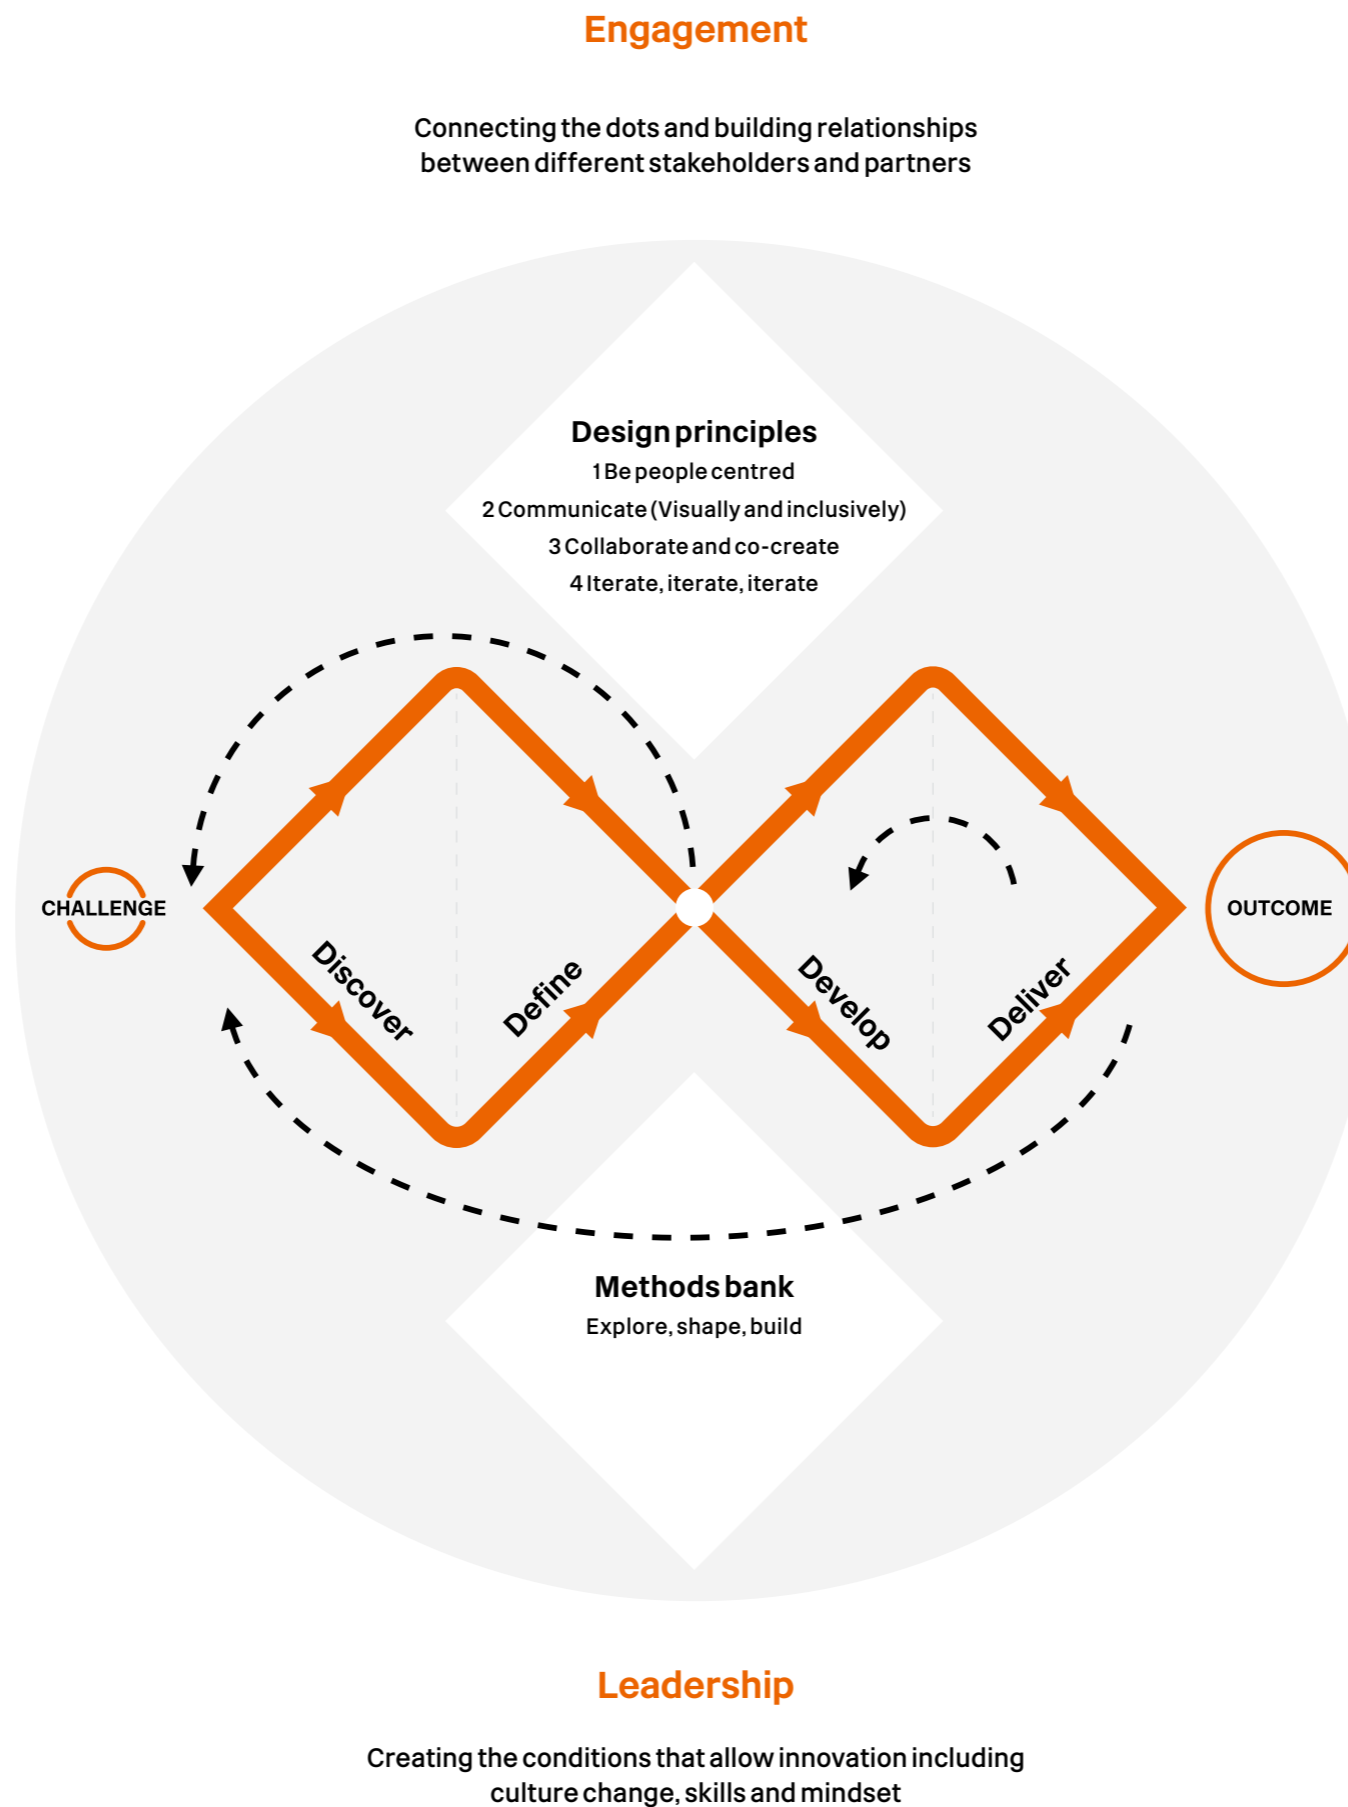 Engagement
Connecting the dots and building relationships
between different stakeholders and partners
Design principles
1 Be people centred
2 Communicate (Visually and inclusively)
3 Collaborate and co-create
4 Iterate, iterate, iterate
CHALLENGE
OUTCOME
Discover
Define
Develop
Deliver
Methods bank
Explore, shape, build
Leadership
Creating the conditions that allow innovation including
culture change, skills and mindset